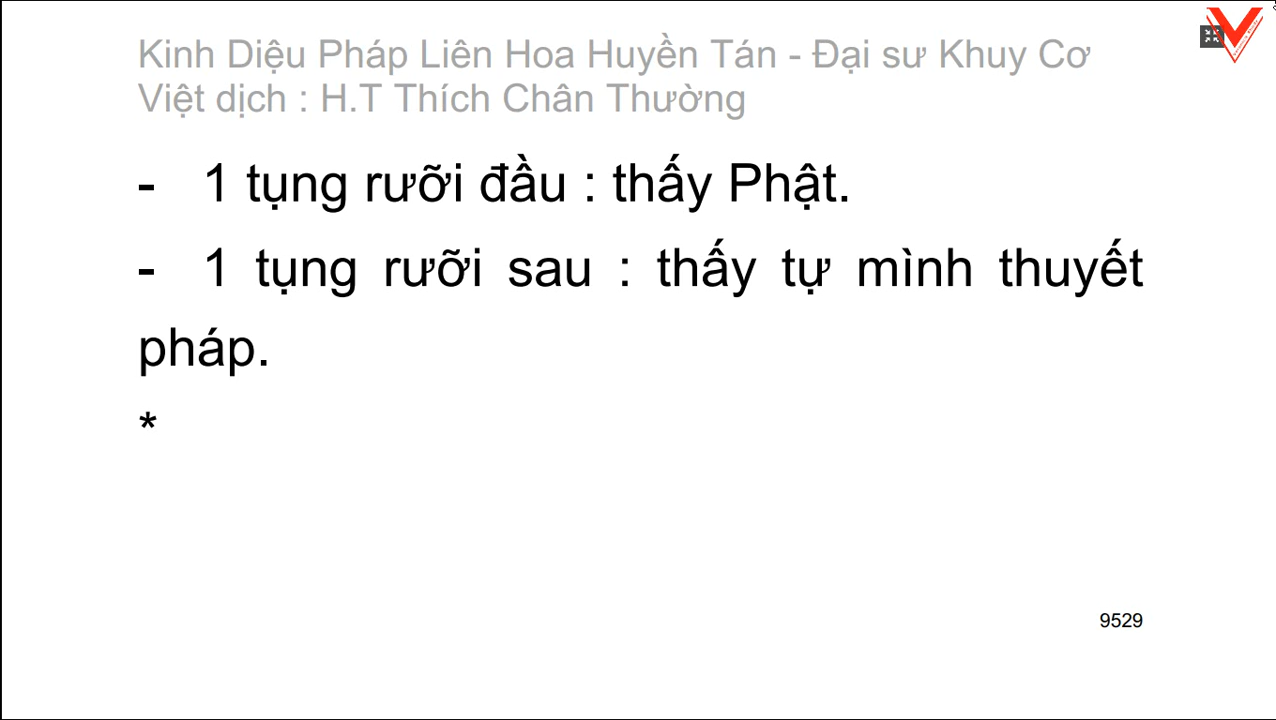 Kinh Diệu Pháp Liên Hoa Huyền Tán - Đại sư Khuy Cơ
Việt dịch : H.T Thích Chân Thường
- 1 tụng rưỡi đầu : thấy Phật.
- 1 tụng rưỡi sau : thấy tự mình thuyết
pháp.
*
9529